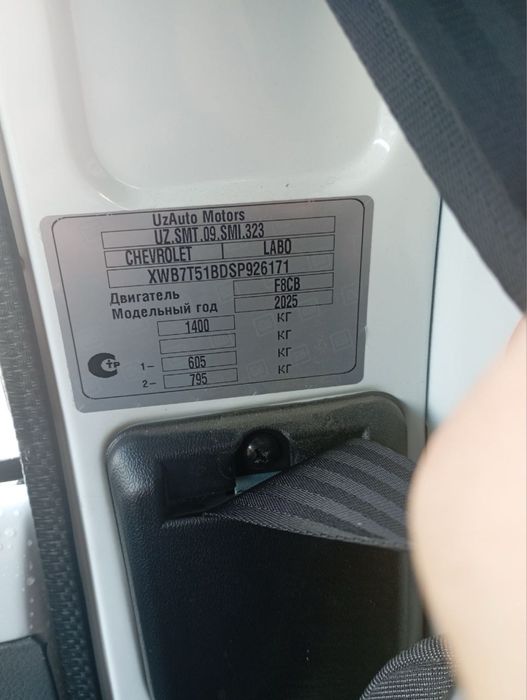 UzAuto Motors
UZ.SMT.09.SMI.323
CHEVROLET LABO
XWB7T51BDSP926171
Двигатель F8CB
Модельный год 2025
1400 КГ
КГ
1– 605 КГ
2– 795 КГ